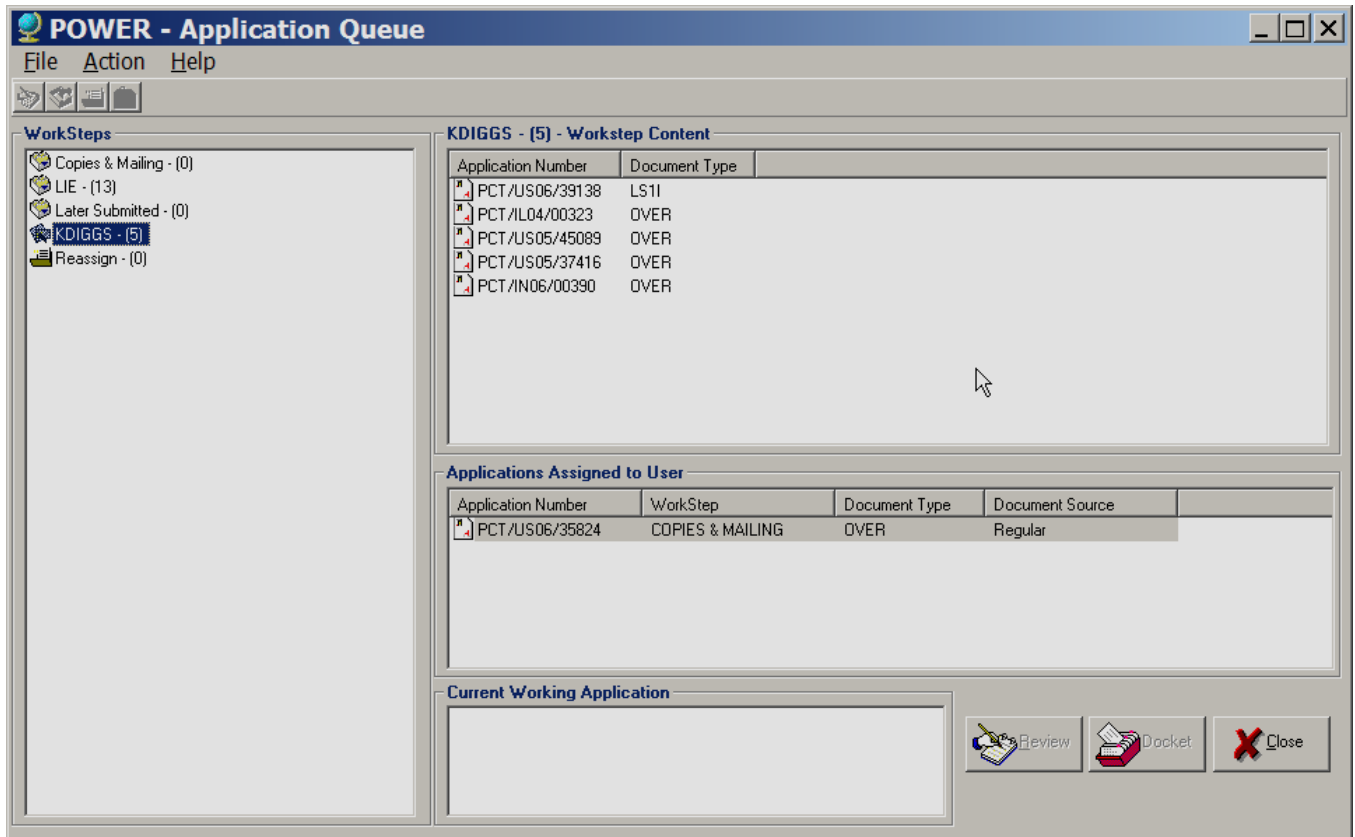 POWER - Application Queue
File Action Help
WorkSteps
Copies & Mailing - (0)
LIE - (13)
Later Submitted - (0)
KDIGGS - (5)
Reassign - (0)
KDIGGS - (5) - Workstep Content
Application Number Document Type
PCT/US06/39138 LS1I
PCT/IL04/00323 OVER
PCT/US05/45089 OVER
PCT/US05/37416 OVER
PCT/IN06/00390 OVER
Applications Assigned to User
Application Number WorkStep Document Type Document Source
PCT/US06/35824 COPIES & MAILING OVER Regular
Current Working Application
Review Docket Close